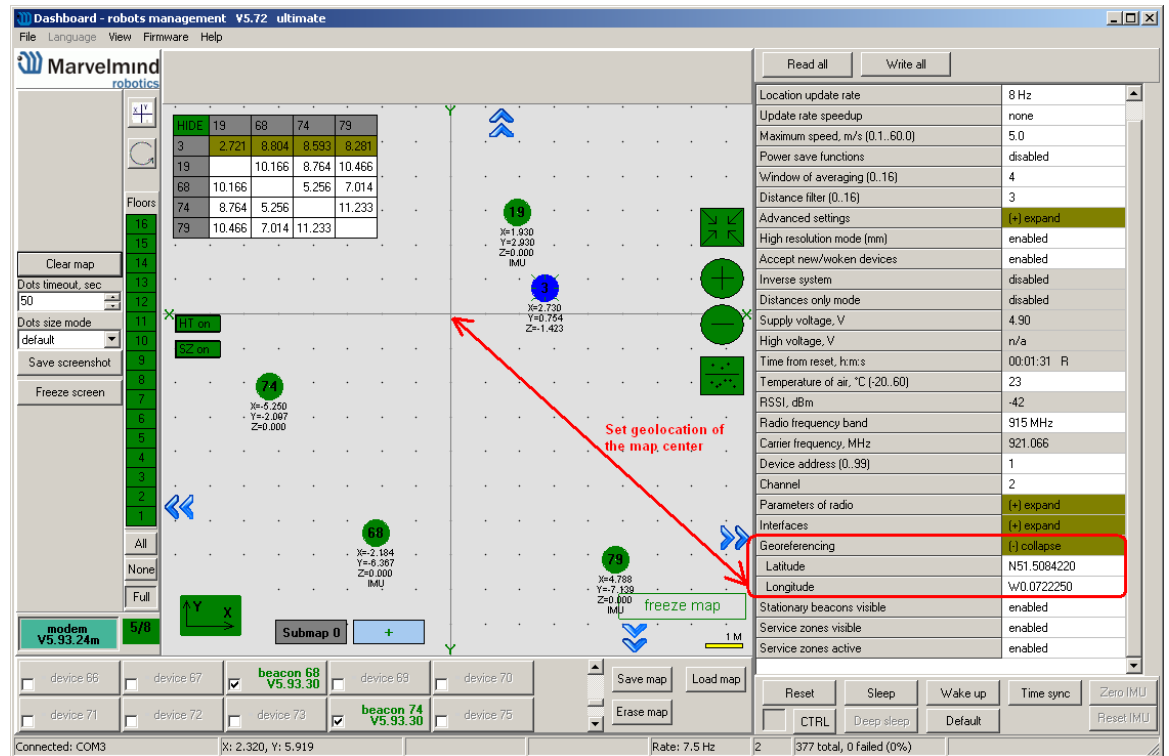 Dashboard - robots management V5.72 ultimate
File Language View Firmware Help
Marvelmind
robotics
Clear map
Dots timeout, sec
50
Dots size mode
default
Save screenshot
Freeze screen
Floors
16
15
14
13
12
11
10
9
8
7
6
5
4
3
2
1
All
None
Full
modem
V5.93.24m
5/8
HIDE 19 68 74 79
3 2.721 8.804 8.593 8.281
19 10.166 8.764 10.466
68 10.166 5.256 7.014
74 8.764 5.256 11.233
79 10.466 7.014 11.233
Y
X
X
HT on
SZ on
19
X=1.930
Y=2.930
Z=0.000
IMU
3
X=2.730
Y=0.754
Z=-1.423
74
X=-5.250
Y=-2.097
Z=0.000
Set geolocation of
the map center
68
X=-2.184
Y=-6.367
Z=0.000
IMU
79
X=4.788
Y=-7.139
Z=0.000
IMU
freeze map
Y X
Submap 0
+
Y
1 M
Read all Write all
Location update rate 8 Hz
Update rate speedup none
Maximum speed, m/s (0.1..60.0) 5.0
Power save functions disabled
Window of averaging (0..16) 4
Distance filter (0..16) 3
Advanced settings (+) expand
High resolution mode (mm) enabled
Accept new/woken devices enabled
Inverse system disabled
Distances only mode disabled
Supply voltage, V 4.90
High voltage, V n/a
Time from reset, h:m:s 00:01:31 R
Temperature of air, °C (-20..60) 23
RSSI, dBm -42
Radio frequency band 915 MHz
Carrier frequency, MHz 921.066
Device address (0..99) 1
Channel 2
Parameters of radio (+) expand
Interfaces (+) expand
Georeferencing (-) collapse
Latitude N51.5084220
Longitude W0.0722250
Stationary beacons visible enabled
Service zones visible enabled
Service zones active enabled
device 66
device 67
beacon 68
V5.93.30
device 69
device 70
device 71
device 72
device 73
beacon 74
V5.93.30
device 75
Save map Load map
Erase map
Reset Sleep Wake up Time sync Zero IMU
CTRL Deep sleep Default Reset IMU
Connected: COM3 X: 2.320, Y: 5.919 Rate: 7.5 Hz 2 377 total, 0 failed (0%)